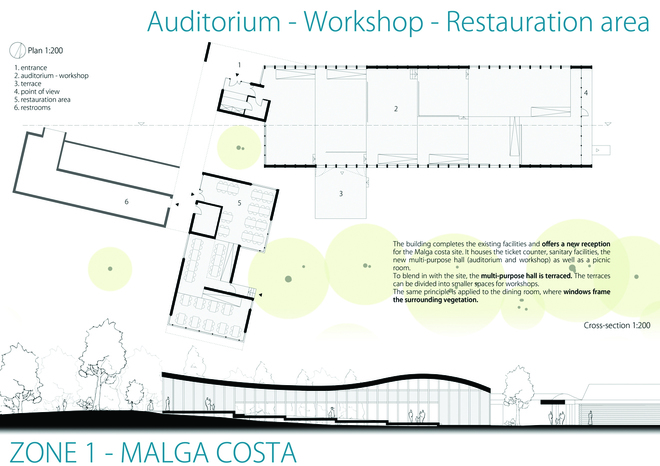 Auditorium - Workshop - Restauration area
Plan 1:200
1. entrance
2. auditorium - workshop
3. terrace
4. point of view
5. restauration area
6. restrooms
1
2
4
3
5
6
The building completes the existing facilities and offers a new reception
for the Malga costa site. It houses the ticket counter, sanitary facilities, the
new multi-purpose hall (auditorium and workshop) as well as a picnic
room.
To blend in with the site, the multi-purpose hall is terraced. The terraces
can be divided into smaller spaces for workshops.
The same principle is applied to the dining room, where windows frame
the surrounding vegetation.
Cross-section 1:200
ZONE 1 - MALGA COSTA